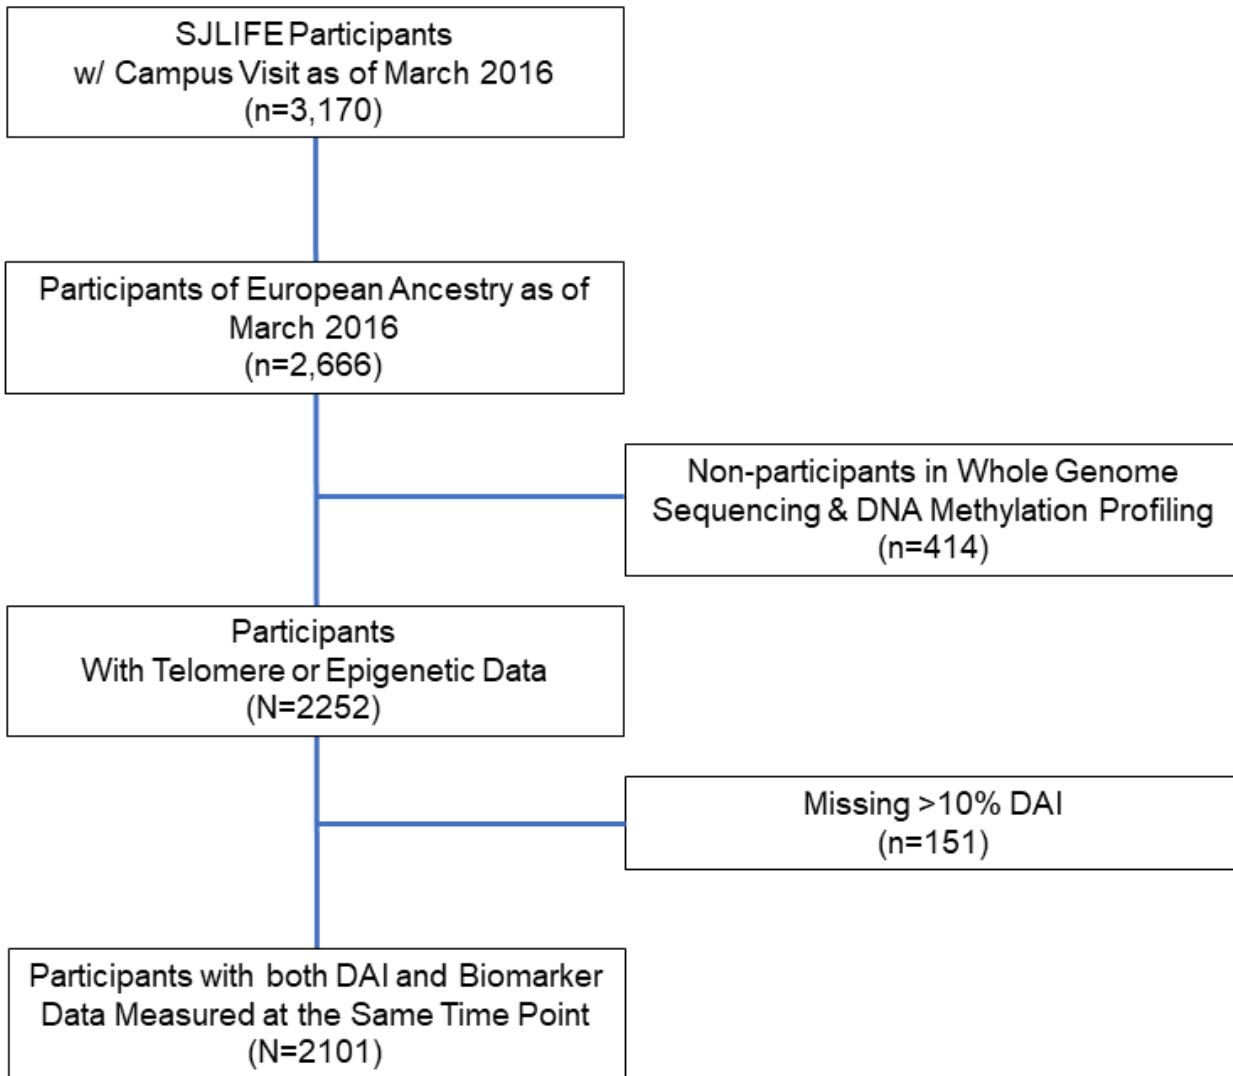 SJLIFE Participants
w/ Campus Visit as of March 2016
(n=3,170)
Participants of European Ancestry as of
March 2016
(n=2,666)
Non-participants in Whole Genome
Sequencing & DNA Methylation Profiling
(n=414)
Participants
With Telomere or Epigenetic Data
(N=2252)
Missing >10% DAI
(n=151)
Participants with both DAI and Biomarker
Data Measured at the Same Time Point
(N=2101)